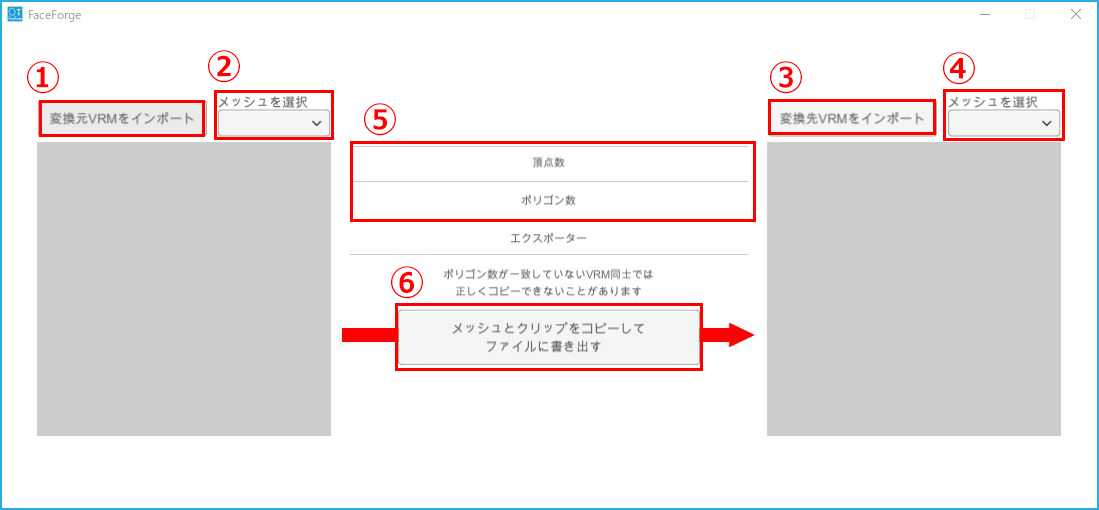 FaceForge
①
②
変換元VRMをインポート
メッシュを選択
③
④
変換先VRMをインポート
メッシュを選択
⑤
頂点数
ポリゴン数
エクスポーター
ポリゴン数が一致していないVRM同士では
正しくコピーできないことがあります
⑥
メッシュとクリップをコピーして
ファイルに書き出す